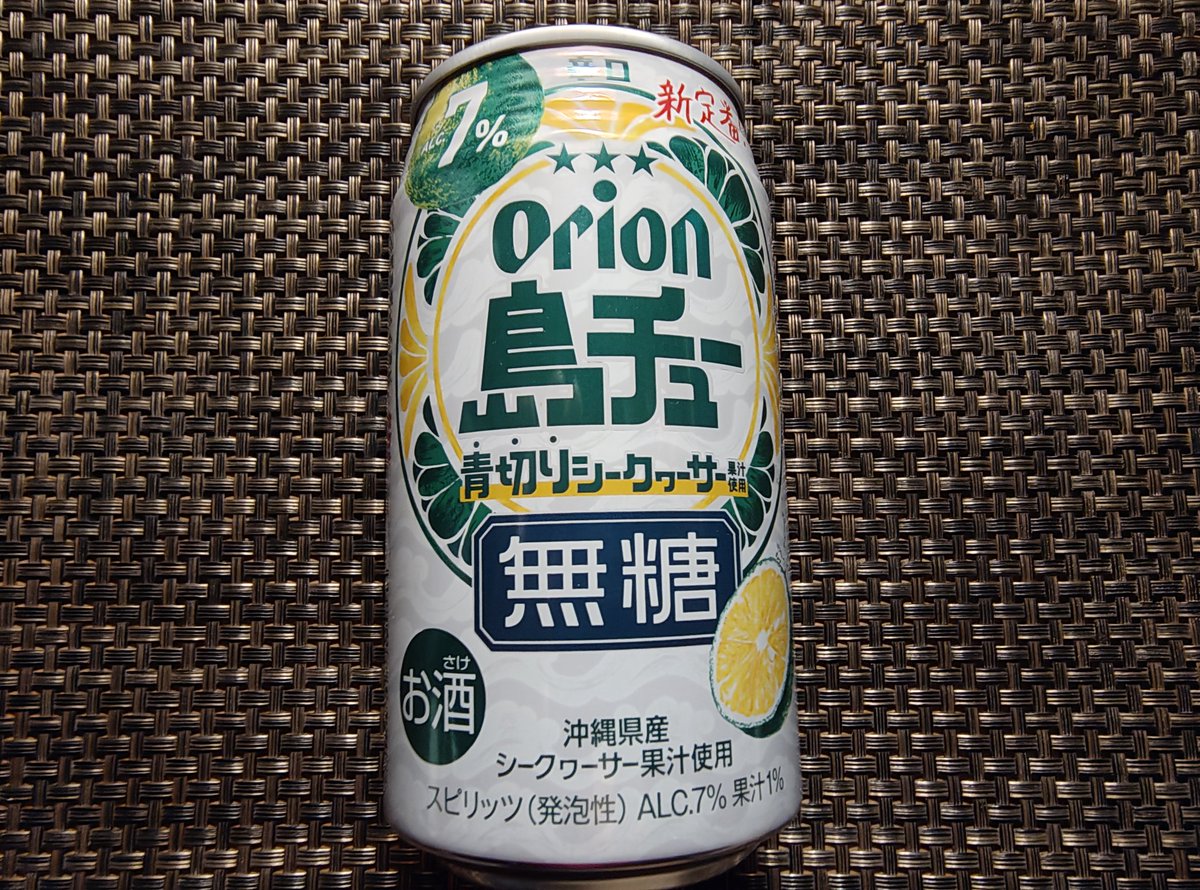 辛口
新定番
ALC. 7%
orion
島チュー
青切りシークヮーサー果汁使用
無糖
さけ
お酒
沖縄県産
シークヮーサー果汁使用
スピリッツ(発泡性) ALC.7% 果汁1%